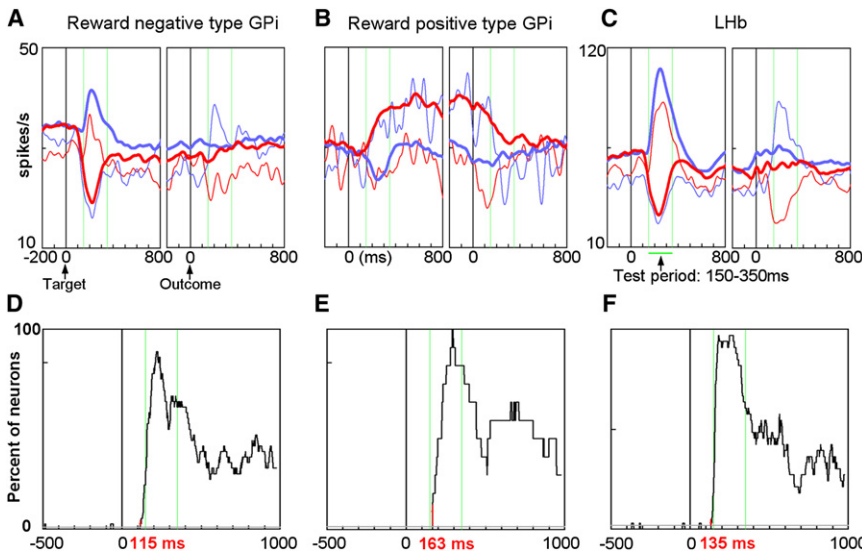 A Reward negative type GPi
B Reward positive type GPi
C LHb
50
120
spikes/s
10
10
-200 0 800 0 800
0 (ms) 800 0 800
0 800 0 800
Target
Outcome
Test period: 150-350ms
D
E
F
100
Percent of neurons
0
-500 0 115 ms 1000
-500 0 163 ms 1000
-500 0 135 ms 1000